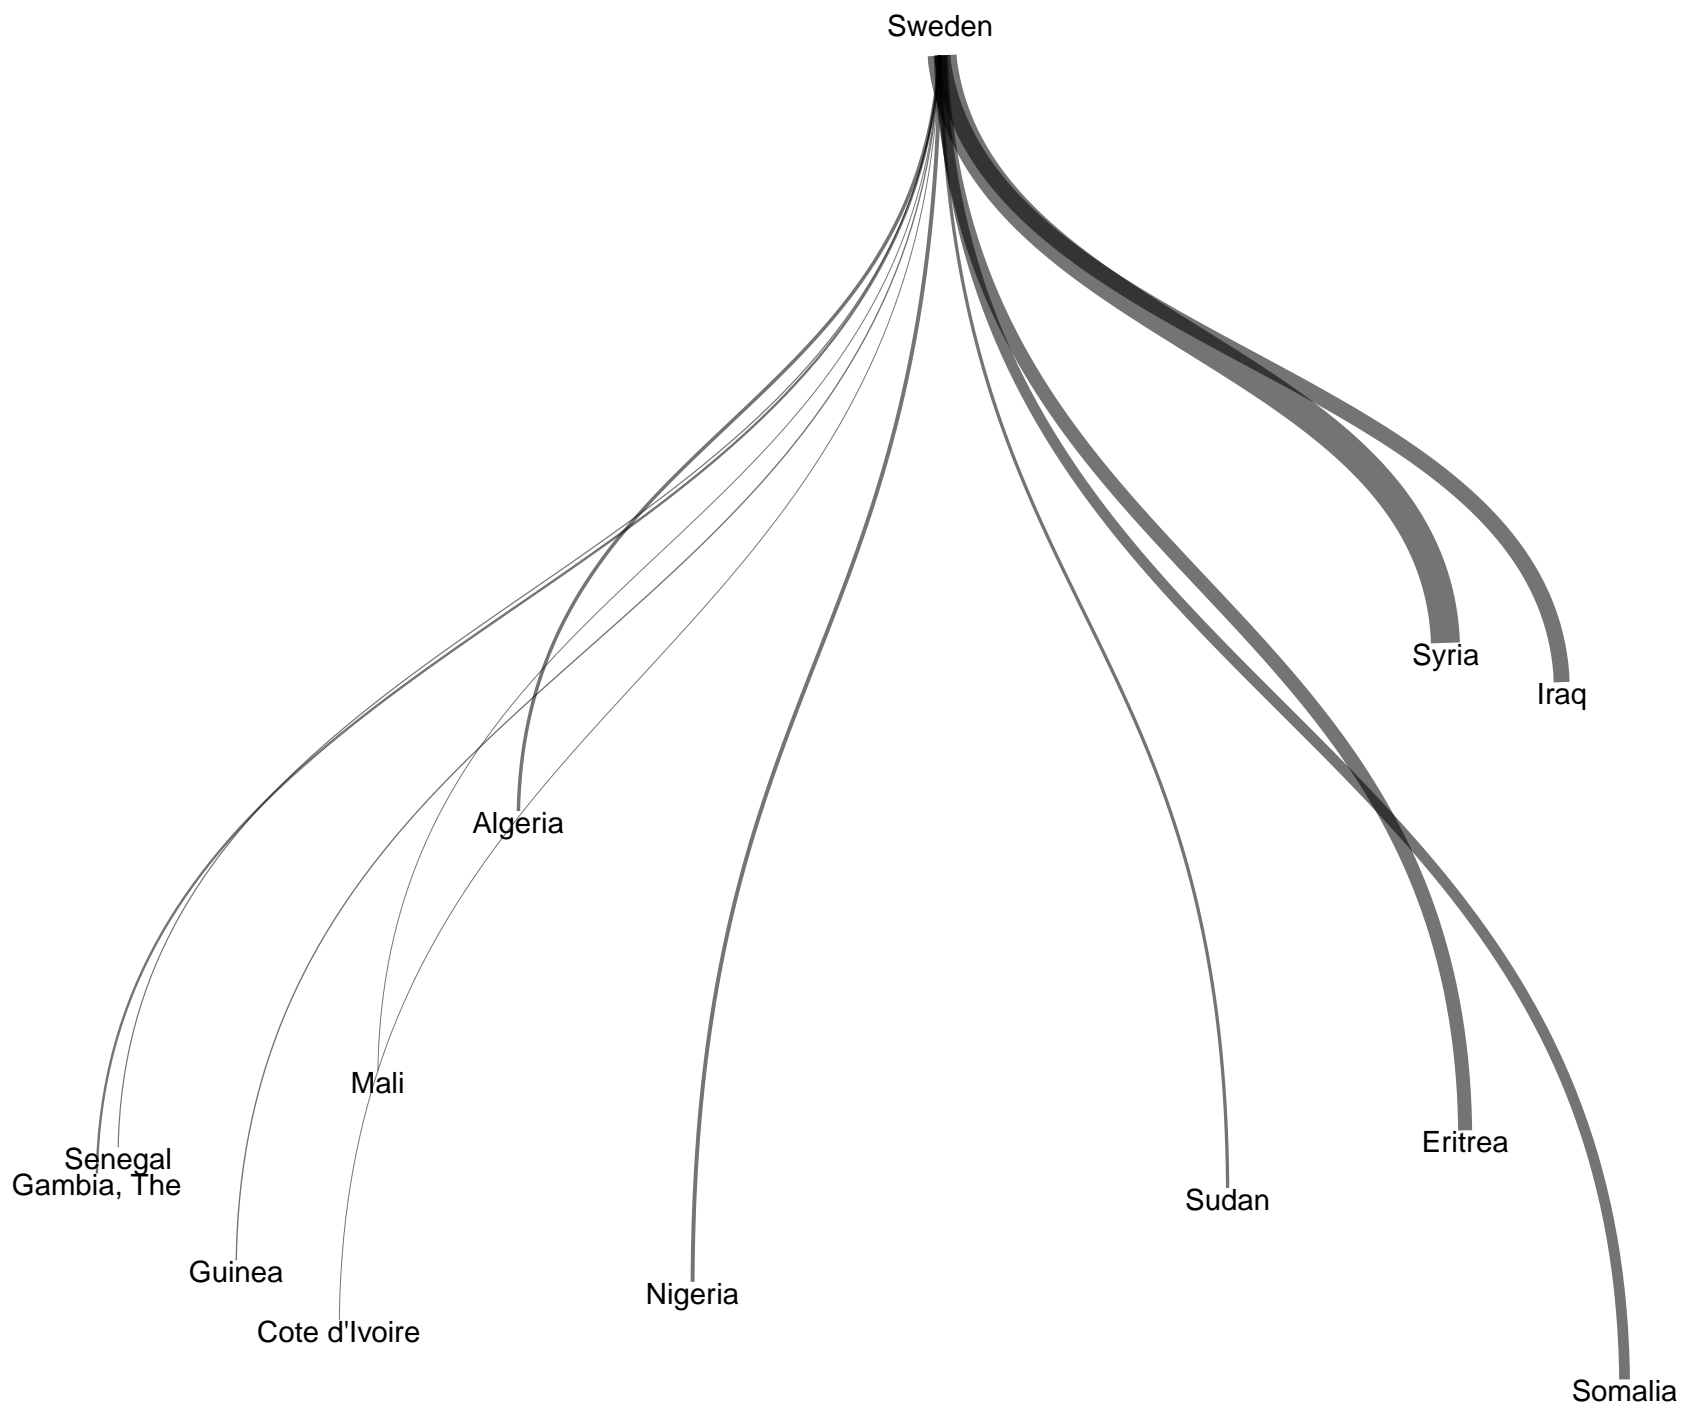 Sweden
Syria
Iraq
Algeria
Mali
Eritrea
Senegal
Gambia, The
Sudan
Guinea
Nigeria
Cote d'Ivoire
Somalia